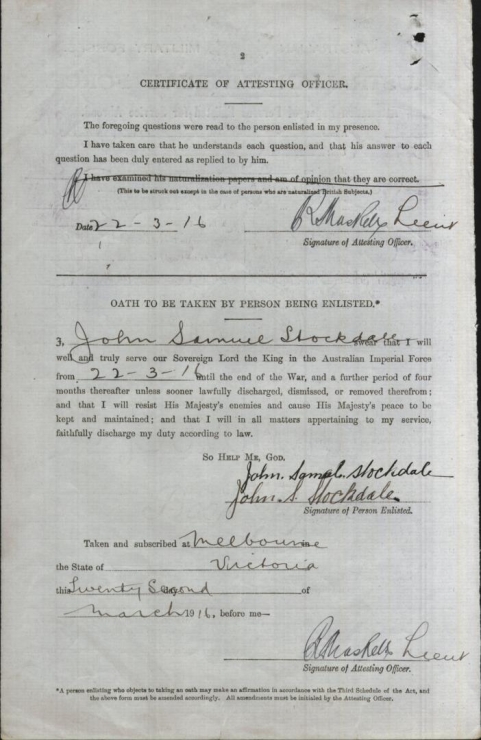 2
CERTIFICATE OF ATTESTING OFFICER.
The foregoing questions were read to the person enlisted in my presence.
I have taken care that he understands each question, and that his answer to each
question has been duly entered as replied to by him.
I have examined his naturalization papers and am of opinion that they are correct.
(This to be struck out except in the case of persons who are naturalized British Subjects.)
Date 22-3-16 Lieut
Signature of Attesting Officer.
OATH TO BE TAKEN BY PERSON BEING ENLISTED.*
3, John Samuel Stockdale swear that I will
well and truly serve our Sovereign Lord the King in the Australian Imperial Force
from 22-3-16 until the end of the War, and a further period of four
months thereafter unless sooner lawfully discharged, dismissed, or removed therefrom;
and that I will resist His Majesty's enemies and cause His Majesty's peace to be
kept and maintained; and that I will in all matters appertaining to my service,
faithfully discharge my duty according to law.
SO HELP ME, GOD.
John. Sample. Stockdale
John S. Stockdale
Signature of Person Enlisted.
Taken and subscribed at Melbourne
the State of Victoria
this Twenty Second of
March 1916, before me—
Lieut
Signature of Attesting Officer.
*A person enlisting who objects to taking an oath may make an affirmation in accordance with the Third Schedule of the Act, and
the above form must be amended accordingly. All amendments must be initialed by the Attesting Officer.